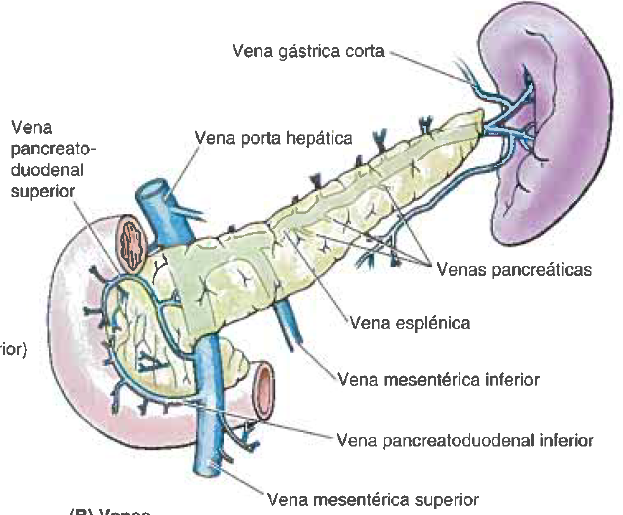 Vena gástrica corta
Vena
pancreato-
duodenal
superior
Vena porta hepática
Venas pancreáticas
Vena esplénica
rior)
Vena mesentérica inferior
Vena pancreatoduodenal inferior
Vena mesentérica superior
(B) Venas